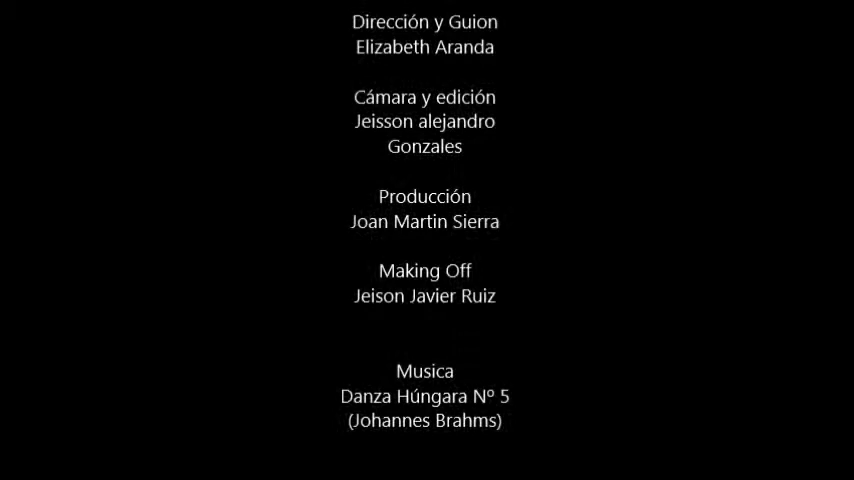 Dirección y Guion
Elizabeth Aranda
Cámara y edición
Jeisson alejandro
Gonzales
Producción
Joan Martin Sierra
Making Off
Jeison Javier Ruiz
Musica
Danza Húngara Nº 5
(Johannes Brahms)